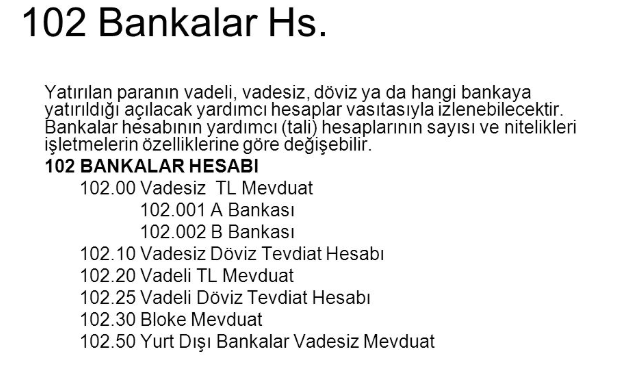 102 Bankalar Hs.
Yatırılan paranın vadeli, vadesiz, döviz ya da hangi bankaya
yatırıldığı açılacak yardımcı hesaplar vasıtasıyla izlenebilecektir.
Bankalar hesabının yardımcı (tali) hesaplarının sayısı ve nitelikleri
işletmelerin özelliklerine göre değişebilir.
102 BANKALAR HESABI
102.00 Vadesiz TL Mevduat
102.001 A Bankası
102.002 B Bankası
102.10 Vadesiz Döviz Tevdiat Hesabı
102.20 Vadeli TL Mevduat
102.25 Vadeli Döviz Tevdiat Hesabı
102.30 Bloke Mevduat
102.50 Yurt Dışı Bankalar Vadesiz Mevduat